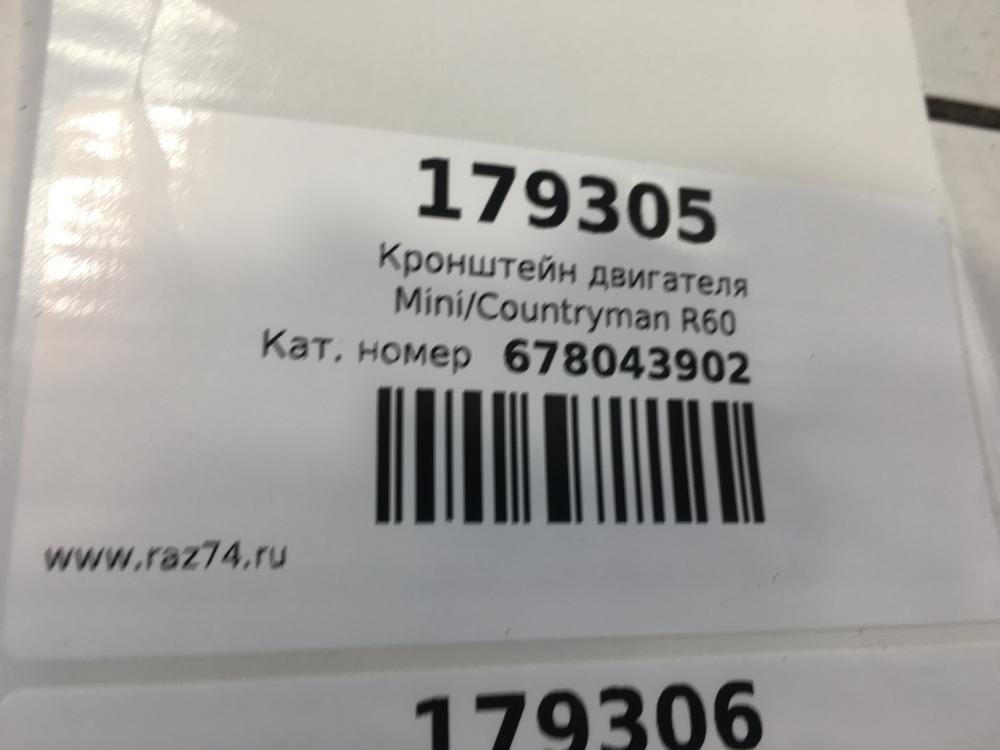 179305
Кронштейн двигателя
Mini/Countryman R60
Кат. номер 678043902
www.raz74.ru
179306